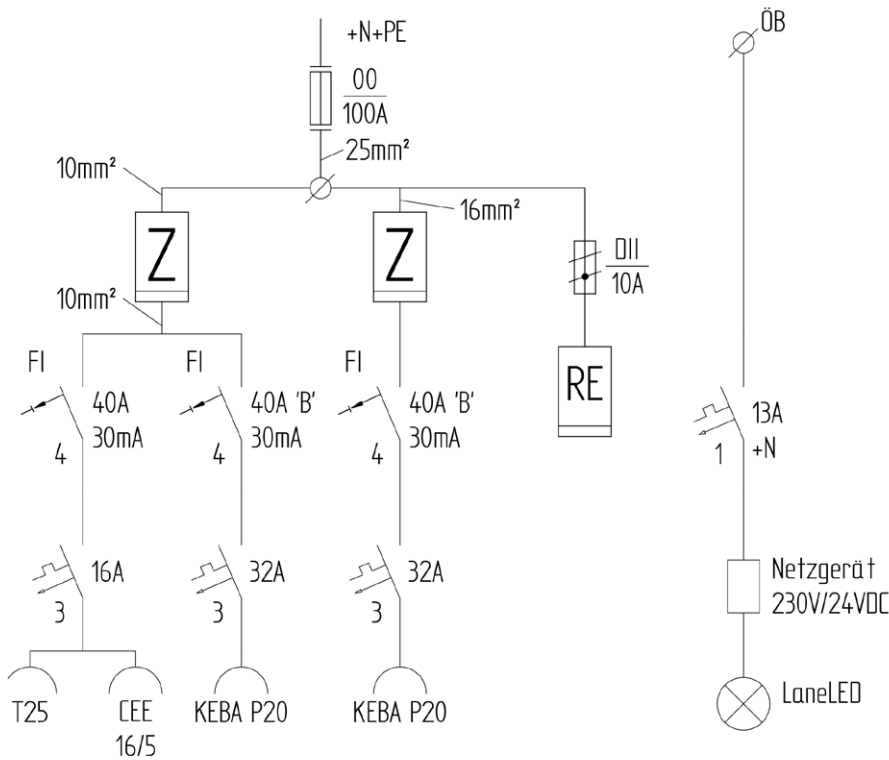 +N+PE
ÖB
00
100A
25mm²
10mm²
16mm²
Z
Z
DII
10A
10mm²
RE
FI
40A
30mA
4
FI
40A 'B'
30mA
4
FI
40A 'B'
30mA
4
13A
1
+N
16A
3
32A
3
32A
3
Netzgerät
230V/24VDC
T25
CEE
16/5
KEBA P20
KEBA P20
LaneLED